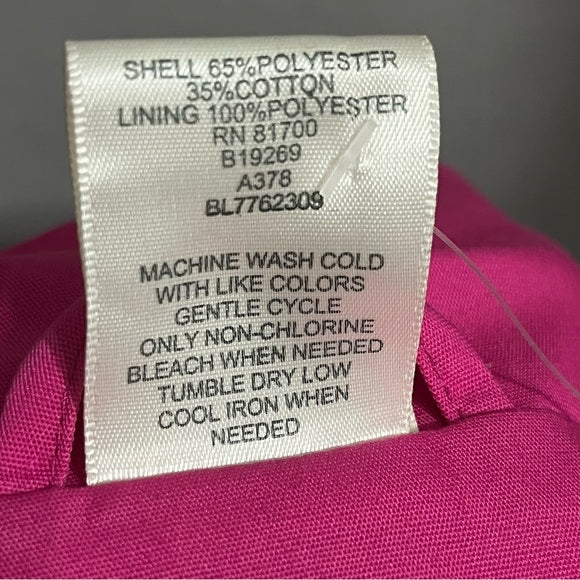 SHELL 65%POLYESTER
35%COTTON
LINING 100%POLYESTER
RN 81700
B19269
A378
BL7762309
MACHINE WASH COLD
WITH LIKE COLORS
GENTLE CYCLE
ONLY NON-CHLORINE
BLEACH WHEN NEEDED
TUMBLE DRY LOW
COOL IRON WHEN
NEEDED